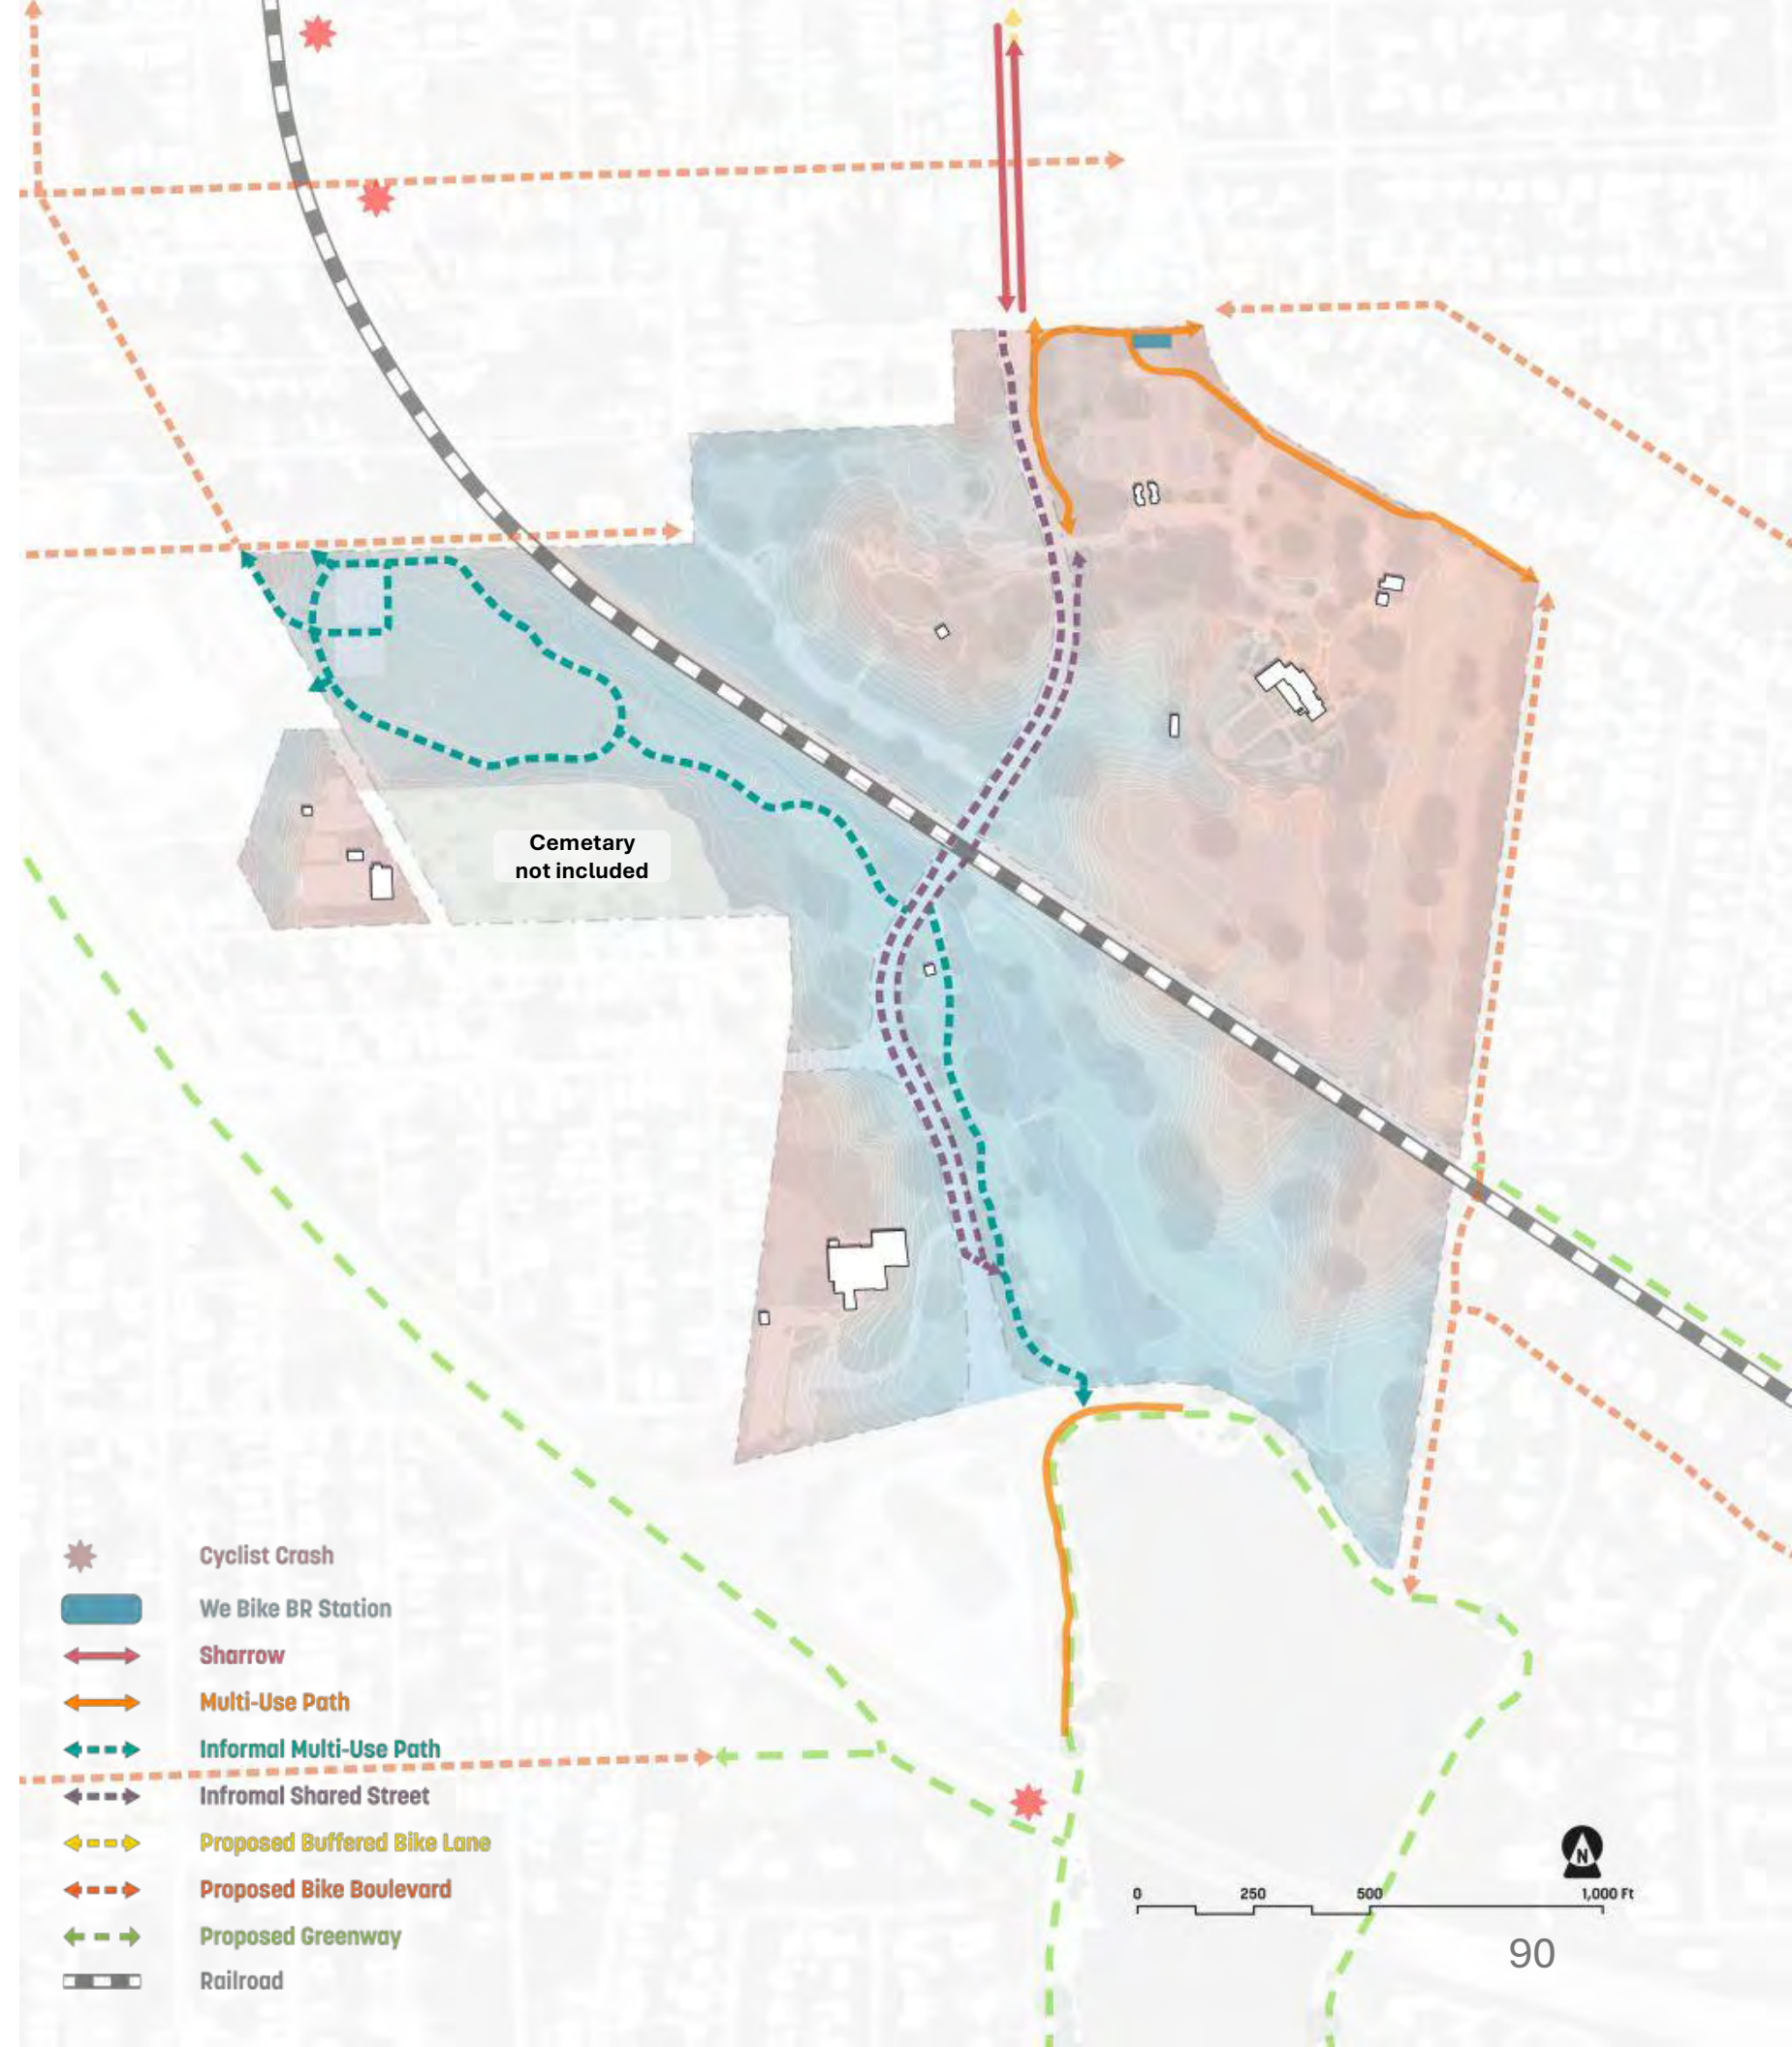 Cemetary
not included
Cyclist Crash
We Bike BR Station
Sharrow
Multi-Use Path
Informal Multi-Use Path
Infromal Shared Street
Proposed Buffered Bike Lane
Proposed Bike Boulevard
Proposed Greenway
Railroad
N
0 250 500 1,000 Ft
90